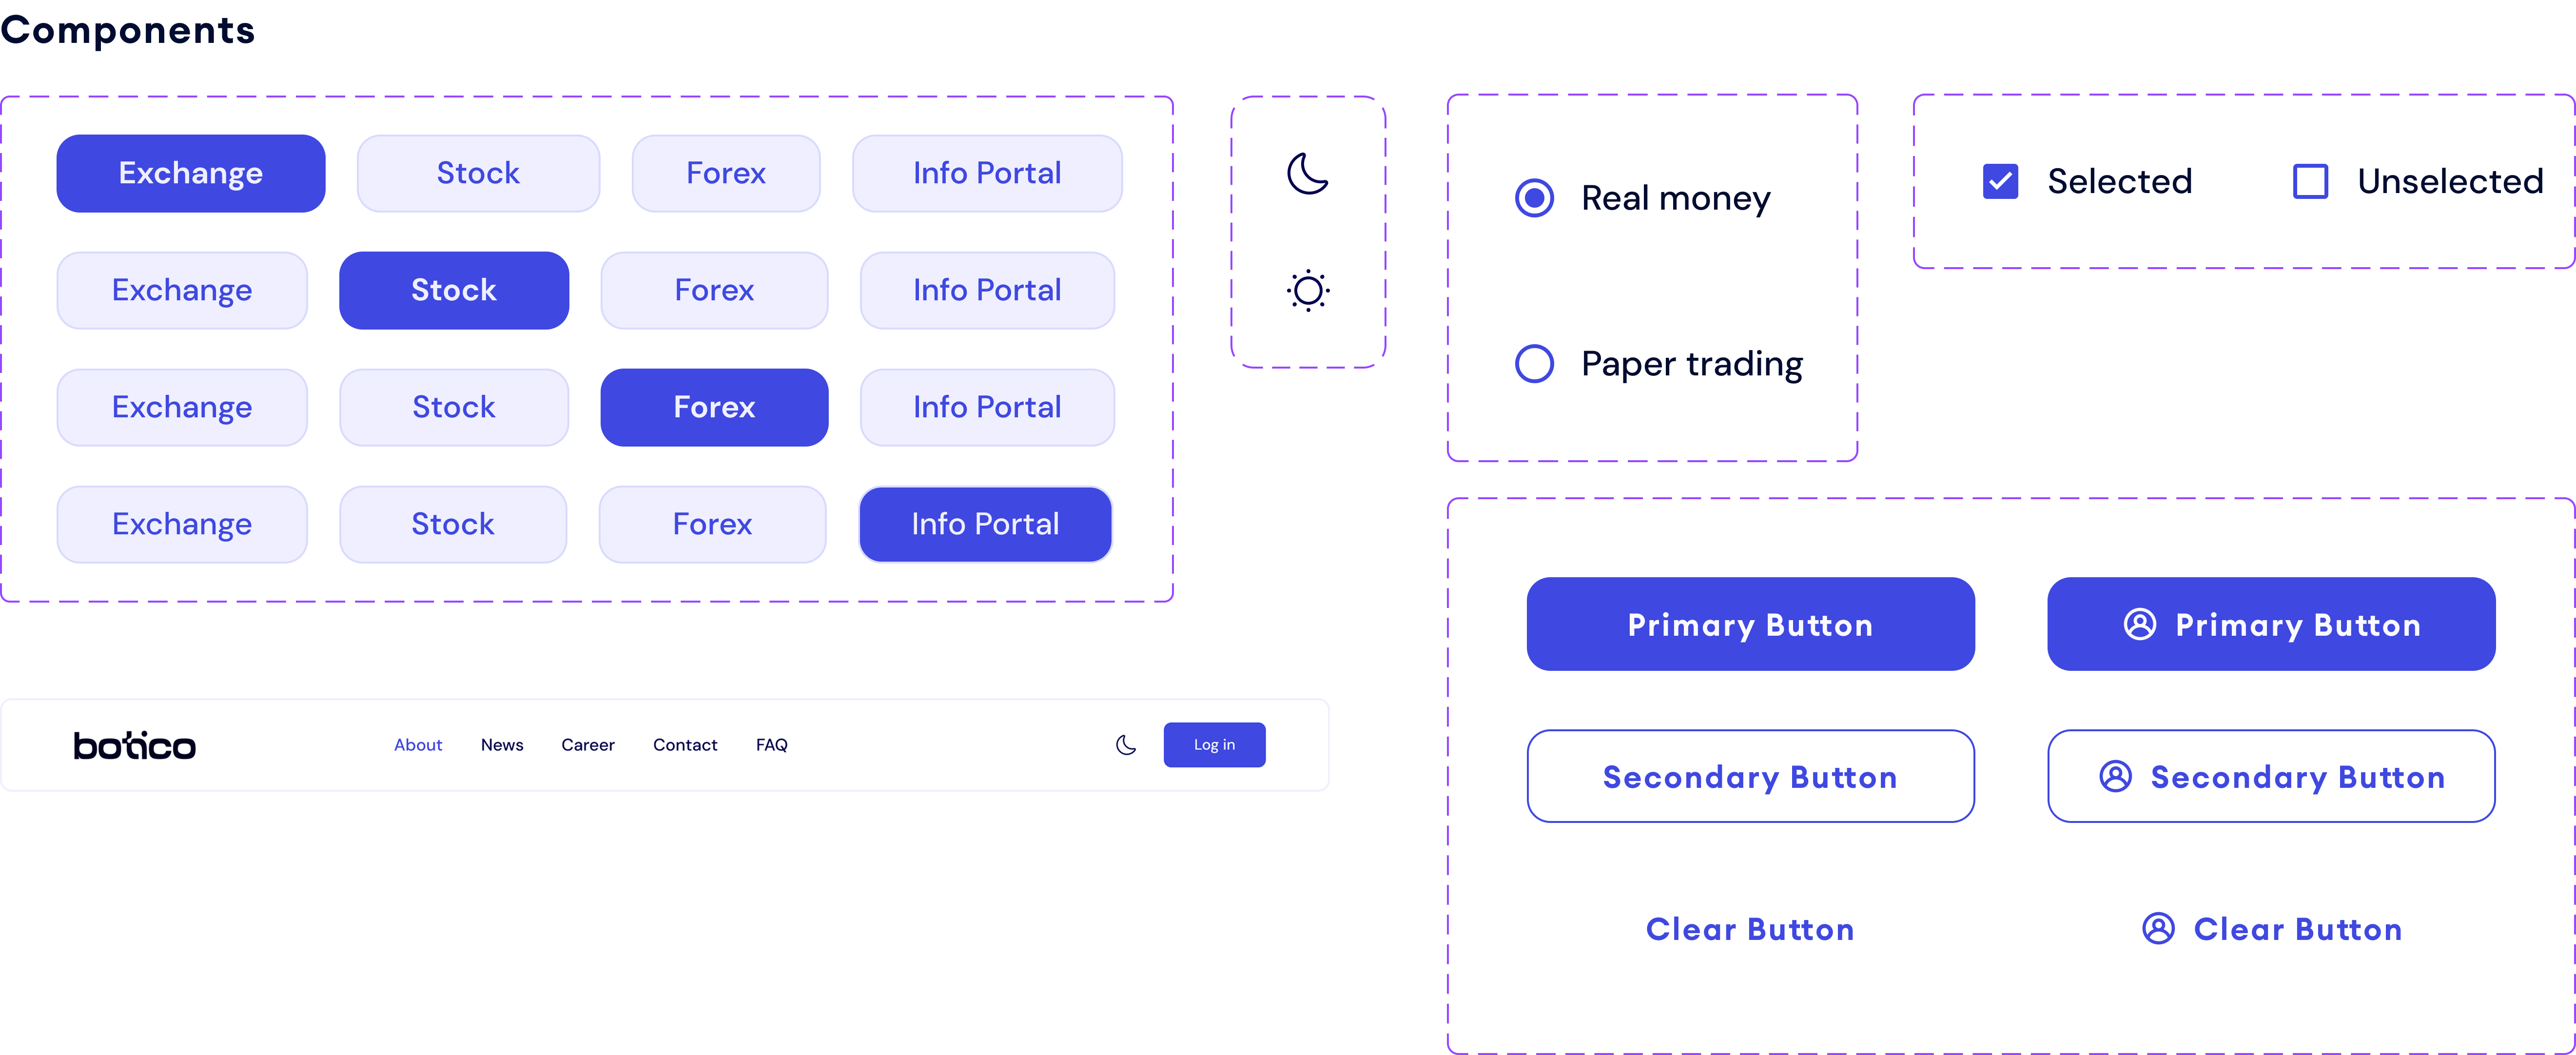 Components
Exchange Stock Forex Info Portal
Exchange Stock Forex Info Portal
Exchange Stock Forex Info Portal
Exchange Stock Forex Info Portal
Real money
Paper trading
Selected Unselected
botico About News Career Contact FAQ Log in
Primary Button Primary Button
Secondary Button Secondary Button
Clear Button Clear Button